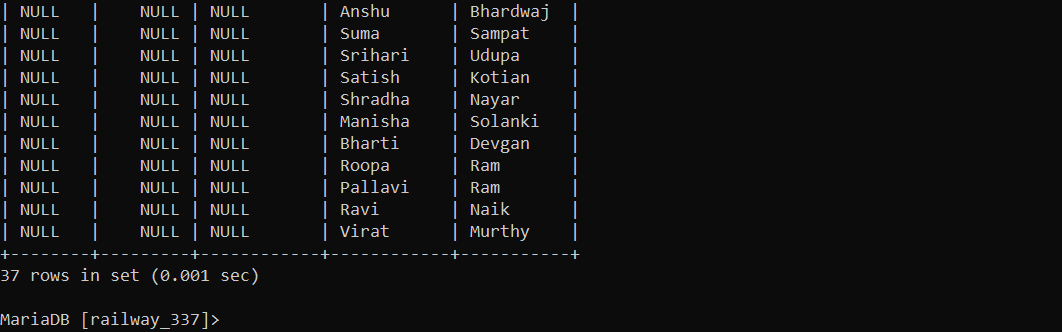 | NULL   |    NULL | NULL       | Anshu      | Bhardwaj  |
| NULL   |    NULL | NULL       | Suma       | Sampat    |
| NULL   |    NULL | NULL       | Srihari    | Udupa     |
| NULL   |    NULL | NULL       | Satish     | Kotian    |
| NULL   |    NULL | NULL       | Shradha    | Nayar     |
| NULL   |    NULL | NULL       | Manisha    | Solanki   |
| NULL   |    NULL | NULL       | Bharti     | Devgan    |
| NULL   |    NULL | NULL       | Roopa      | Ram       |
| NULL   |    NULL | NULL       | Pallavi    | Ram       |
| NULL   |    NULL | NULL       | Ravi       | Naik      |
| NULL   |    NULL | NULL       | Virat      | Murthy    |
+--------+---------+------------+------------+-----------+
37 rows in set (0.001 sec)
MariaDB [railway_337]>